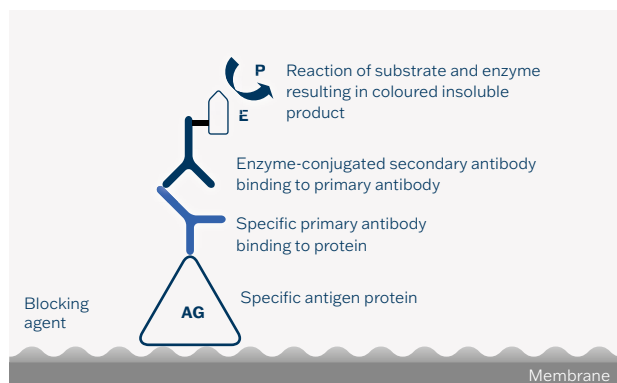 P
Reaction of substrate and enzyme
resulting in coloured insoluble
product
E
Enzyme-conjugated secondary antibody
binding to primary antibody
Specific primary antibody
binding to protein
Specific antigen protein
AG
Blocking
agent
Membrane